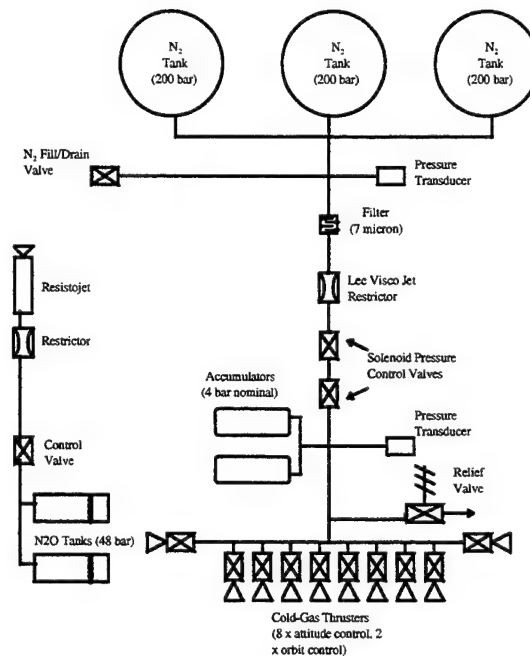 N₂
Tank
(200 bar)
N₂
Tank
(200 bar)
N₂
Tank
(200 bar)
N₂ Fill/Drain
Valve
Pressure
Transducer
Filter
(7 micron)
Lee Visco Jet
Restrictor
Resistojet
Restrictor
Solenoid Pressure
Control Valves
Accumulators
(4 bar nominal)
Pressure
Transducer
Control
Valve
Relief
Valve
N2O Tanks (48 bar)
Cold-Gas Thrusters
(8 x attitude control, 2
x orbit control)